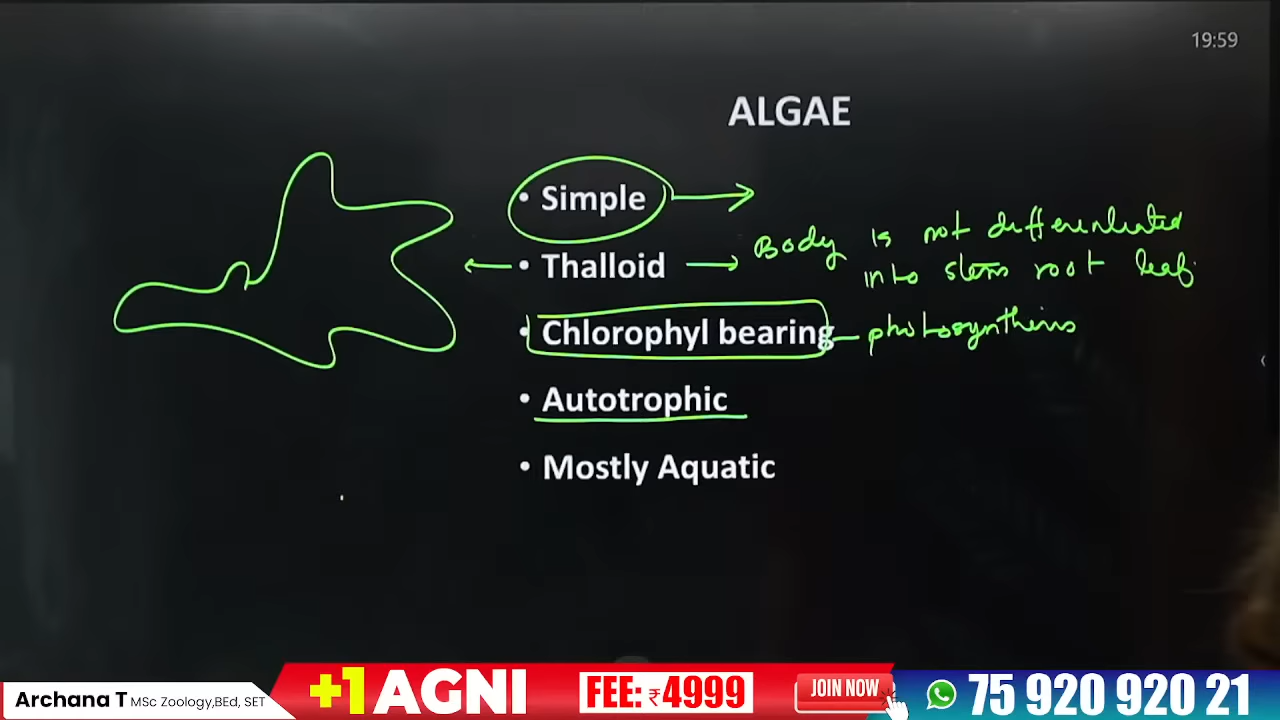 19:59
ALGAE
• Simple
• Thalloid
Body is not differentiated
into stem root leaf.
• Chlorophyl bearing
photosynthesis
• Autotrophic
• Mostly Aquatic
Archana T MSc Zoology,BEd, SET
+1 AGNI
FEE: ₹4999
JOIN NOW
75 920 920 21